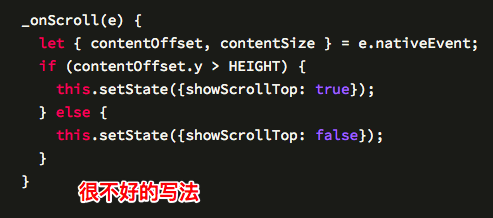 _onScroll(e) {
let { contentOffset, contentSize } = e.nativeEvent;
if (contentOffset.y > HEIGHT) {
this.setState({showScrollTop: true});
} else {
this.setState({showScrollTop: false});
}
}
很不好的写法